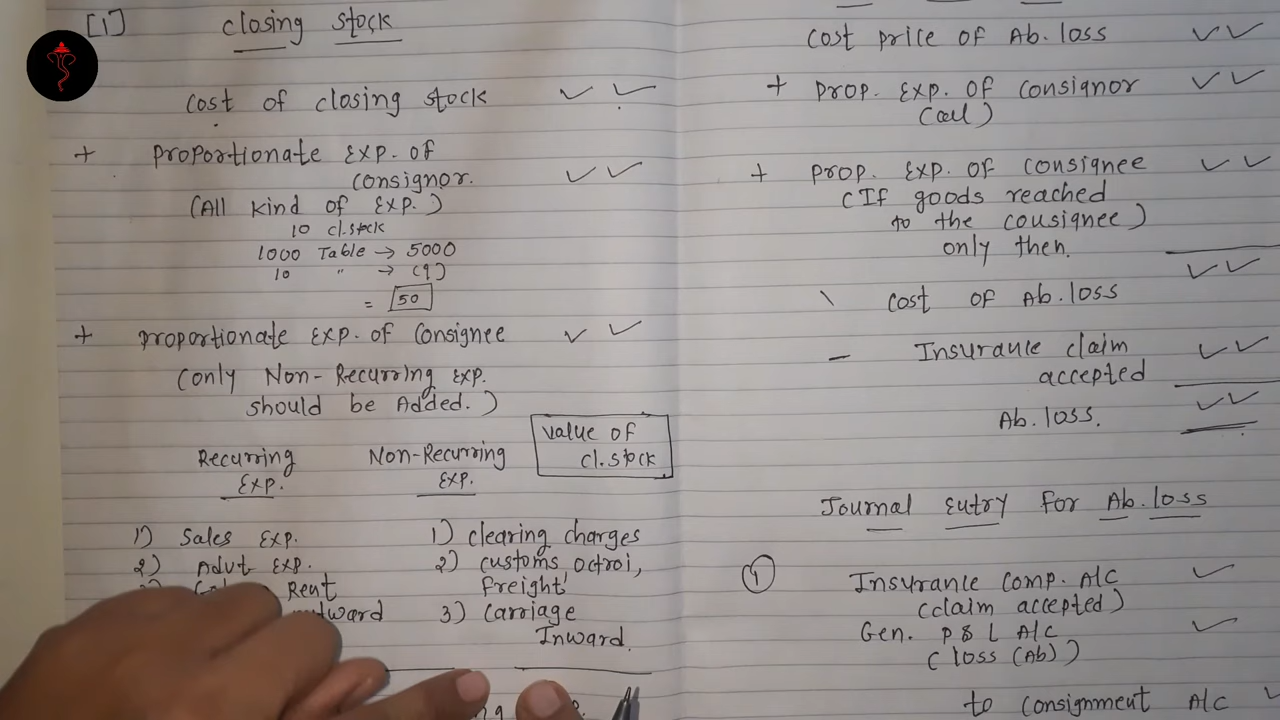 [1] closing stock
cost of closing stock
+ proportionate Exp. of
consignor.
(All kind of Exp.)
10 cl.stock
1000 Table → 5000
10 " → (?)
= 50
+ proportionate Exp. of consignee
(only Non-Recurring Exp.
should be Added.)
value of
cl.stock
Recurring
Exp.
Non-Recurring
Exp.
1) Sales Exp.
2) Advt Exp.
Rent
1) clearing charges
2) customs octroi,
freight
3) carriage
Inward.
cost price of Ab. loss
+ prop. Exp. of consignor
(all)
+ prop. Exp. of consignee
(If goods reached
to the consignee)
only then.
cost of Ab. loss
- Insurance claim
accepted
Ab. loss.
Journal Entry for Ab. loss
Insurance comp. A/c
(claim accepted)
Gen. P & L A/c
(loss (Ab))
to consignment A/c